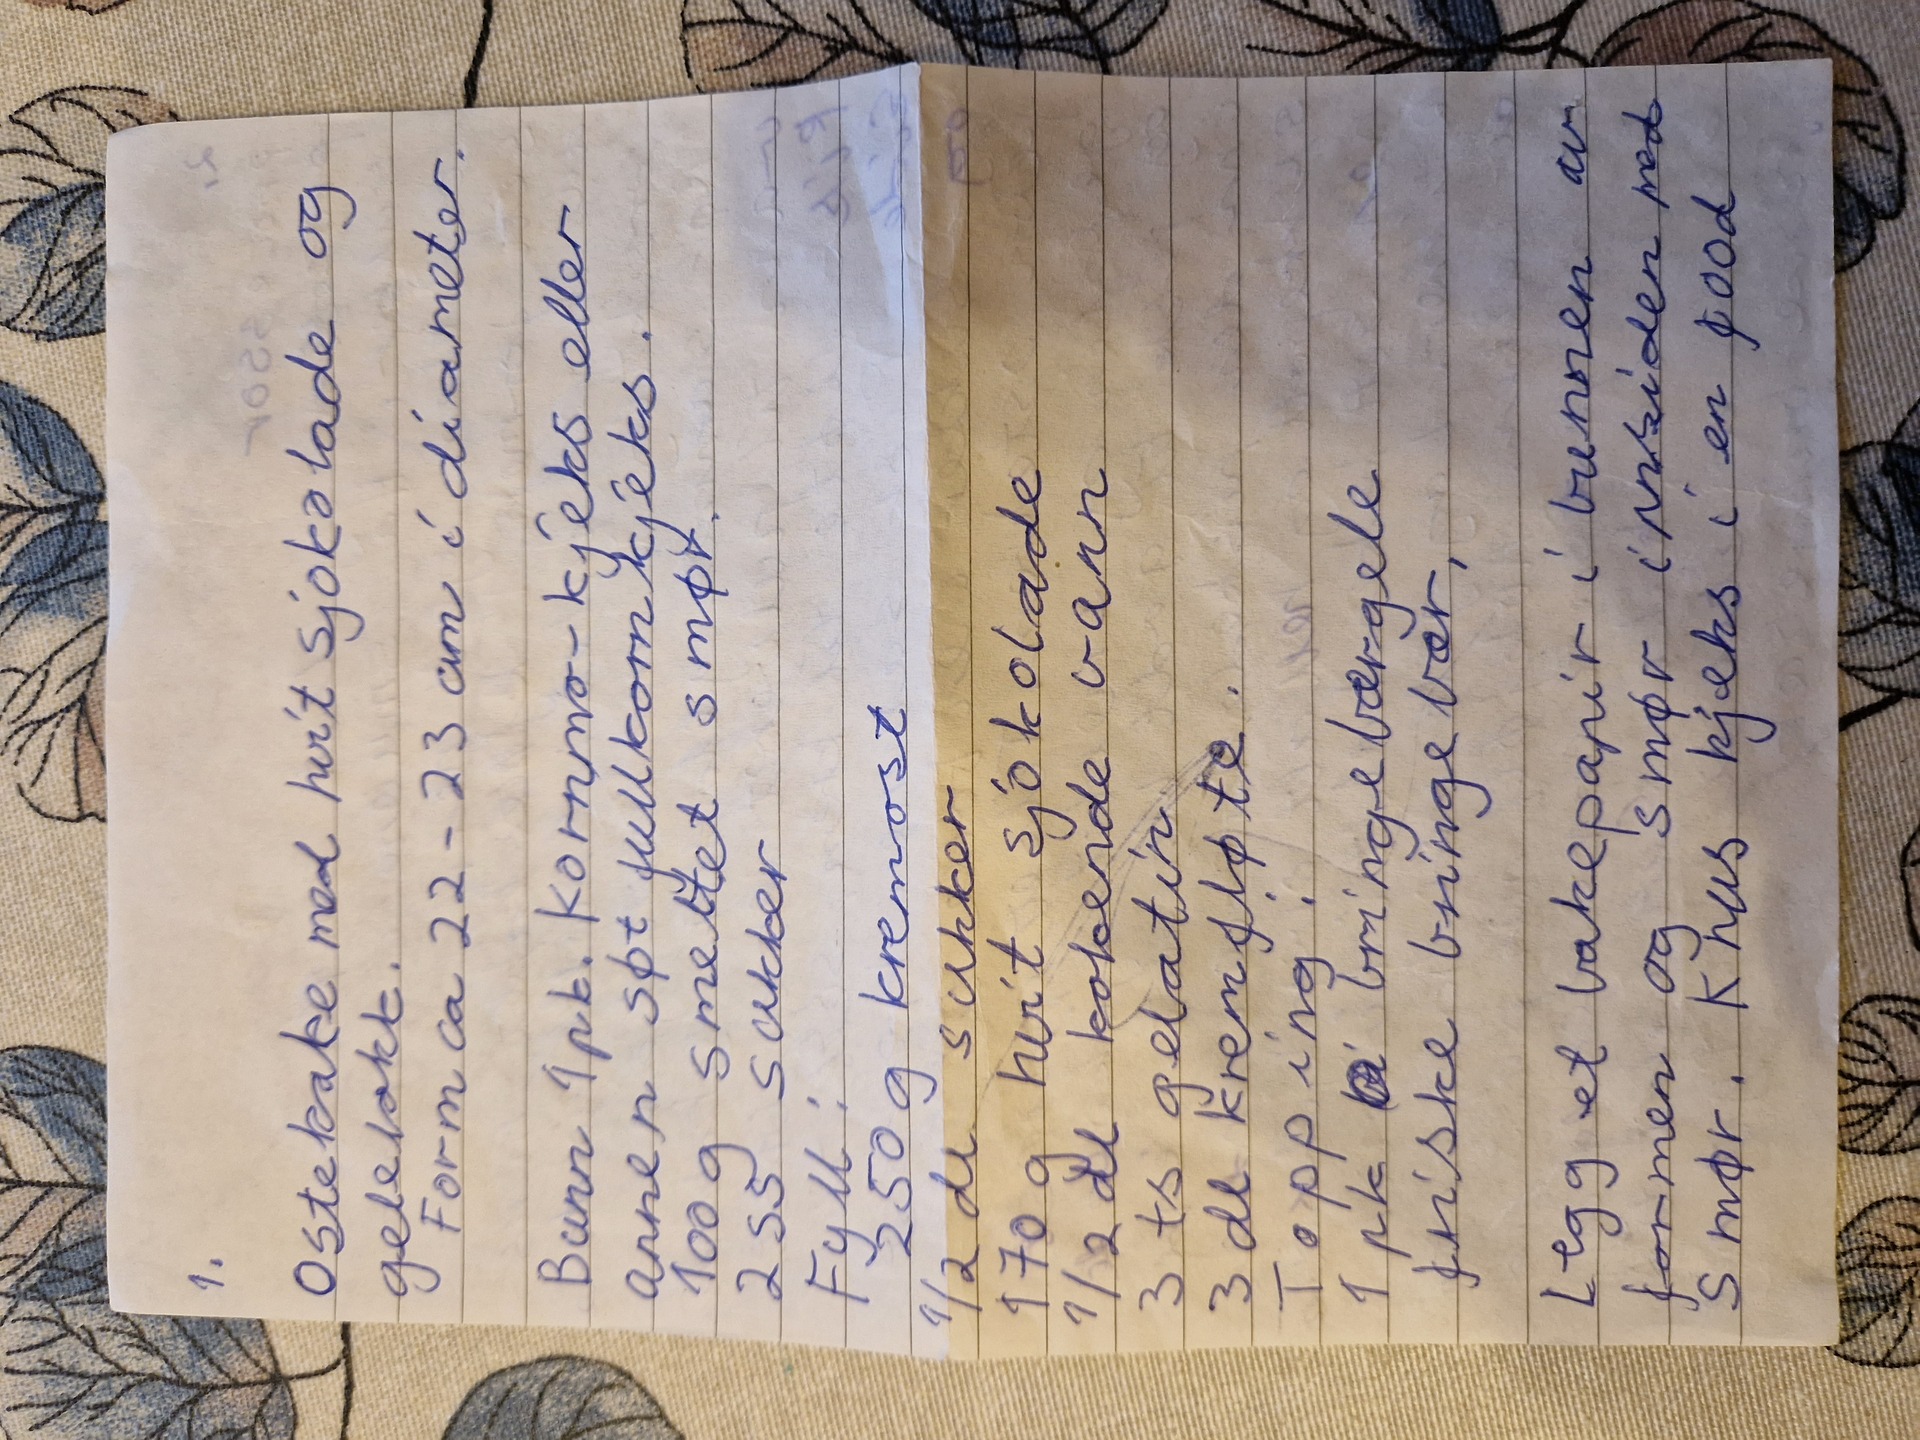 1.
Ostekake med hvit sjokolade og
gelelokk.
Form ca 22-23 cm i diameter.
Bunn 1 pk. Kornmo-kjeks eller
annen søt fullkornkjeks.
100 g smeltet smør.
2 ss sukker
Fyll:
250 g kremost
1/2 dl sukker
170 g hvit sjokolade
1/2 dl kokende vann
3 ts gelatin
3 dl kremfløte.
Topping:
1 pk bringebærgele
friske bringebær,
Legg et bakepapir i bunnen av
formen og smør innsiden med
smør. Knus kjeks i en food